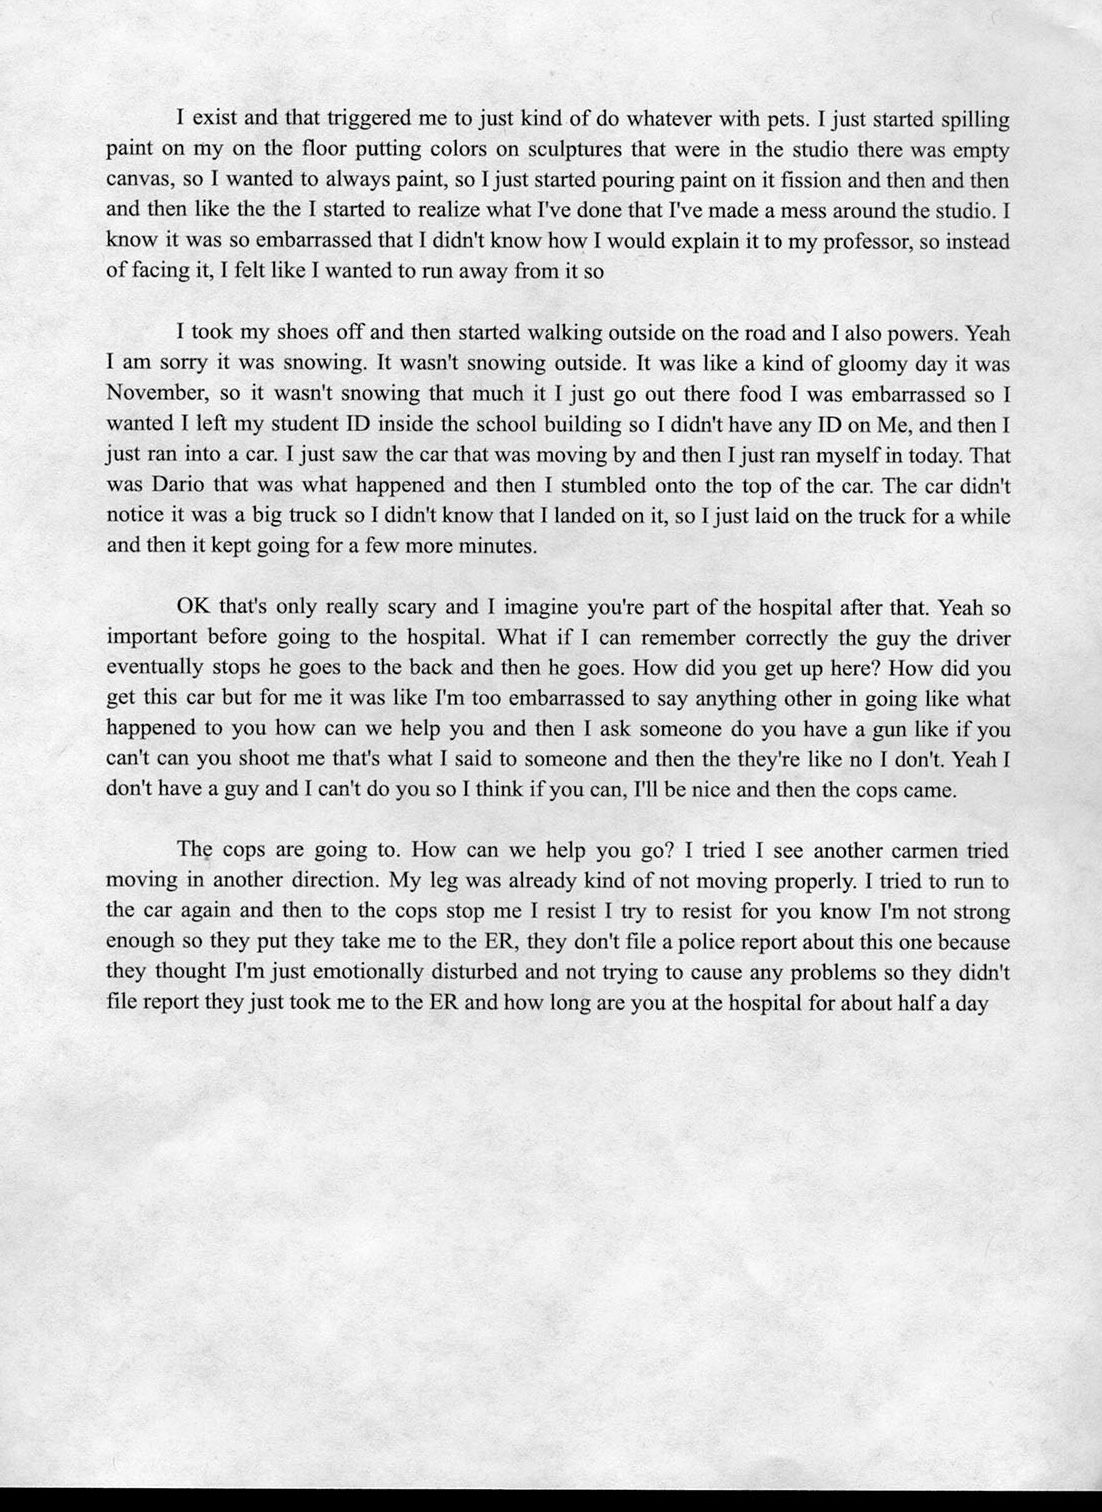 I exist and that triggered me to just kind of do whatever with pets. I just started spilling
paint on my on the floor putting colors on sculptures that were in the studio there was empty
canvas, so I wanted to always paint, so I just started pouring paint on it fission and then and then
and then like the the I started to realize what I've done that I've made a mess around the studio. I
know it was so embarrassed that I didn't know how I would explain it to my professor, so instead
of facing it, I felt like I wanted to run away from it so
I took my shoes off and then started walking outside on the road and I also powers. Yeah
I am sorry it was snowing. It wasn't snowing outside. It was like a kind of gloomy day it was
November, so it wasn't snowing that much it I just go out there food I was embarrassed so I
wanted I left my student ID inside the school building so I didn't have any ID on Me, and then I
just ran into a car. I just saw the car that was moving by and then I just ran myself in today. That
was Dario that was what happened and then I stumbled onto the top of the car. The car didn't
notice it was a big truck so I didn't know that I landed on it, so I just laid on the truck for a while
and then it kept going for a few more minutes.
OK that's only really scary and I imagine you're part of the hospital after that. Yeah so
important before going to the hospital. What if I can remember correctly the guy the driver
eventually stops he goes to the back and then he goes. How did you get up here? How did you
get this car but for me it was like I'm too embarrassed to say anything other in going like what
happened to you how can we help you and then I ask someone do you have a gun like if you
can't can you shoot me that's what I said to someone and then the they're like no I don't. Yeah I
don't have a guy and I can't do you so I think if you can, I'll be nice and then the cops came.
The cops are going to. How can we help you go? I tried I see another carmen tried
moving in another direction. My leg was already kind of not moving properly. I tried to run to
the car again and then to the cops stop me I resist I try to resist for you know I'm not strong
enough so they put they take me to the ER, they don't file a police report about this one because
they thought I'm just emotionally disturbed and not trying to cause any problems so they didn't
file report they just took me to the ER and how long are you at the hospital for about half a day